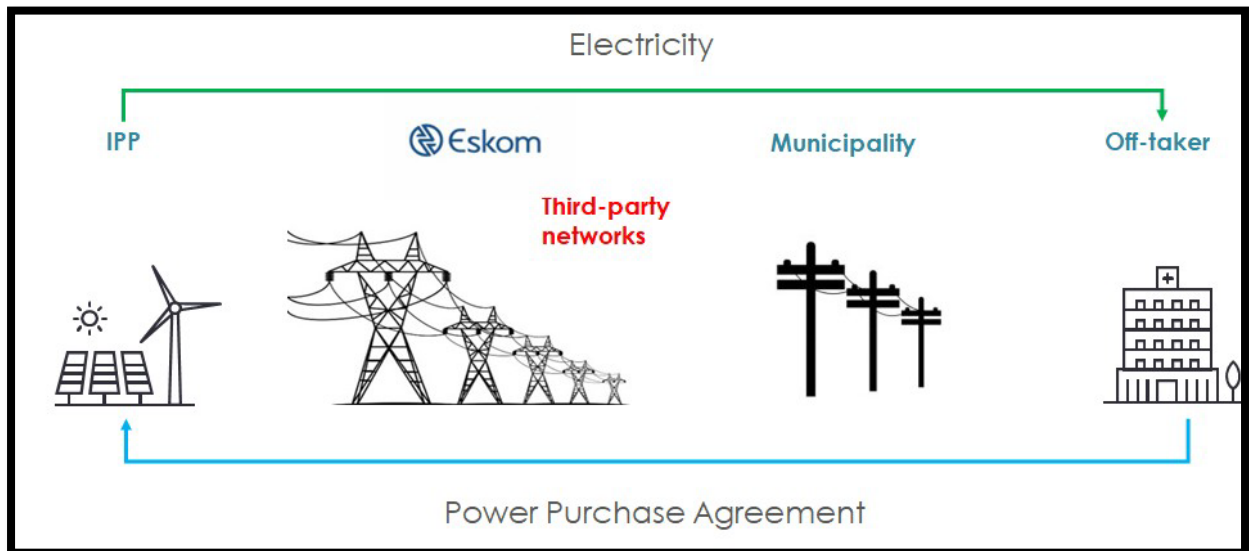 Electricity
IPP
Eskom
Municipality
Off-taker
Third-party
networks
Power Purchase Agreement